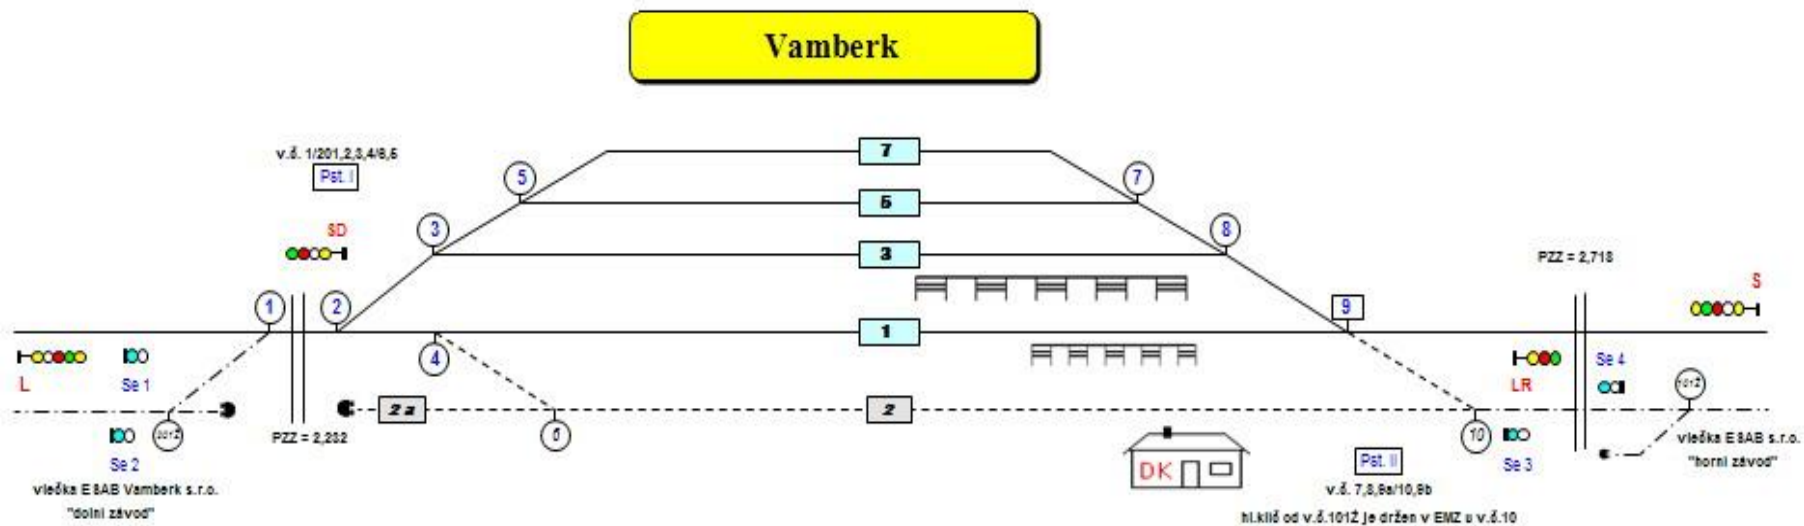 Vamberk
v.č. 1/201,2,3,4/6,5
Pst. I
7
5
7
5
3
SD
3
8
PZZ = 2,718
S
1
2
9
1
4
L
Se 1
LR
Se 4
101Ž
2a
2
201Ž
PZZ = 2,232
6
10
Se 2
DK
Pst. II
Se 3
vlečka ESAB s.r.o.
"horní závod"
vlečka ESAB Vamberk s.r.o.
"dolní závod"
v.č. 7,8,9a/10,9b
hl.klíč od v.č.101Ž je držen v EMZ u v.č.10